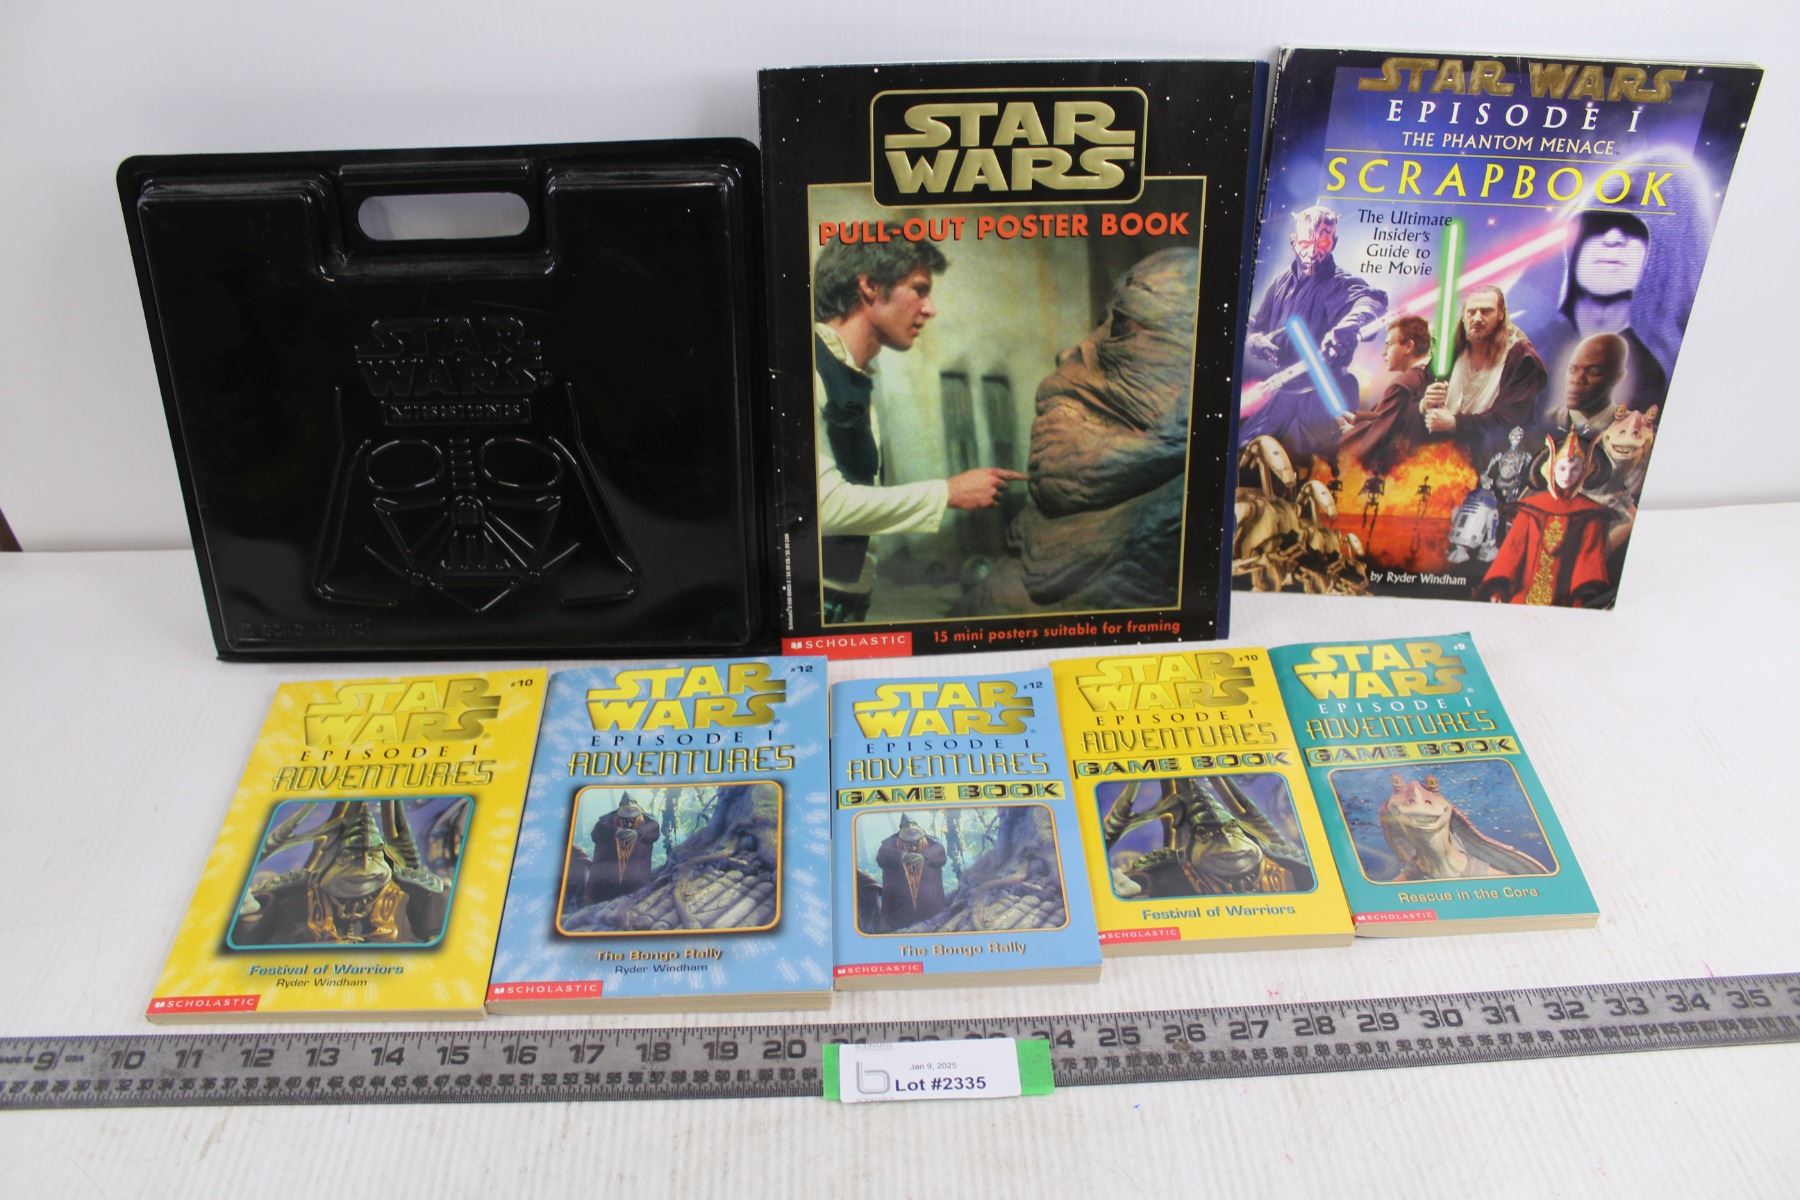 STAR
WARS
MISSIONS
SCHOLASTIC
STAR
WARS
PULL-OUT POSTER BOOK
SCHOLASTIC
15 mini posters suitable for framing
STAR WARS
EPISODE I
THE PHANTOM MENACE
SCRAPBOOK
The Ultimate
Insider's
Guide to
the Movie
by Ryder Windham
#10
STAR
WARS
EPISODE I
ADVENTURES
Festival of Warriors
Ryder Windham
SCHOLASTIC
#12
STAR
WARS
EPISODE I
ADVENTURES
The Bongo Rally
Ryder Windham
SCHOLASTIC
#12
STAR
WARS
EPISODE I
ADVENTURES
GAME BOOK
The Bongo Rally
SCHOLASTIC
#10
STAR
WARS
EPISODE I
ADVENTURES
GAME BOOK
Festival of Warriors
SCHOLASTIC
#9
STAR
WARS
EPISODE I
ADVENTURES
GAME BOOK
Rescue in the Core
SCHOLASTIC
9 10 11 12 13 14 15 16 17 18 19 20 24 25 26 27 28 29 30 31 32 33 34 35
Jan 9, 2025
Lot #2335